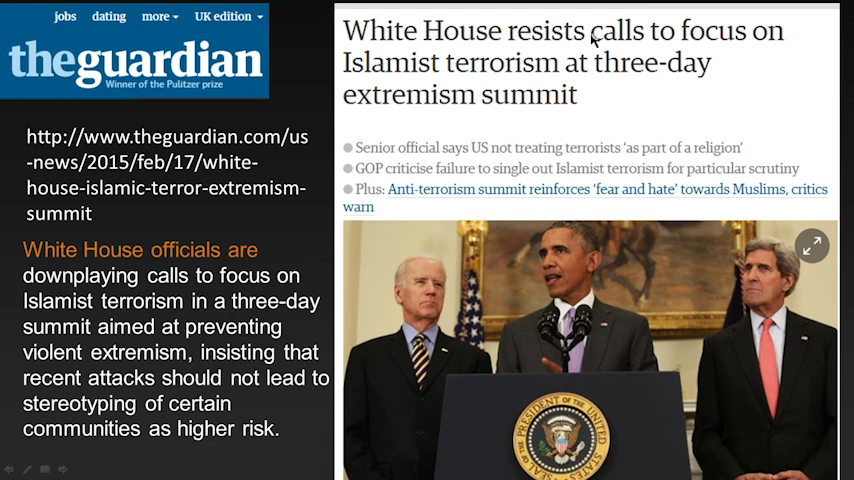 jobs dating more UK edition
theguardian
Winner of the Pulitzer prize
http://www.theguardian.com/us
-news/2015/feb/17/white-
house-islamic-terror-extremism-
summit
White House officials are
downplaying calls to focus on
Islamist terrorism in a three-day
summit aimed at preventing
violent extremism, insisting that
recent attacks should not lead to
stereotyping of certain
communities as higher risk.
White House resists calls to focus on
Islamist terrorism at three-day
extremism summit
Senior official says US not treating terrorists ‘as part of a religion’
GOP criticise failure to single out Islamist terrorism for particular scrutiny
Plus: Anti-terrorism summit reinforces ‘fear and hate’ towards Muslims, critics
warn
PRESIDENT OF THE UNITED STATES